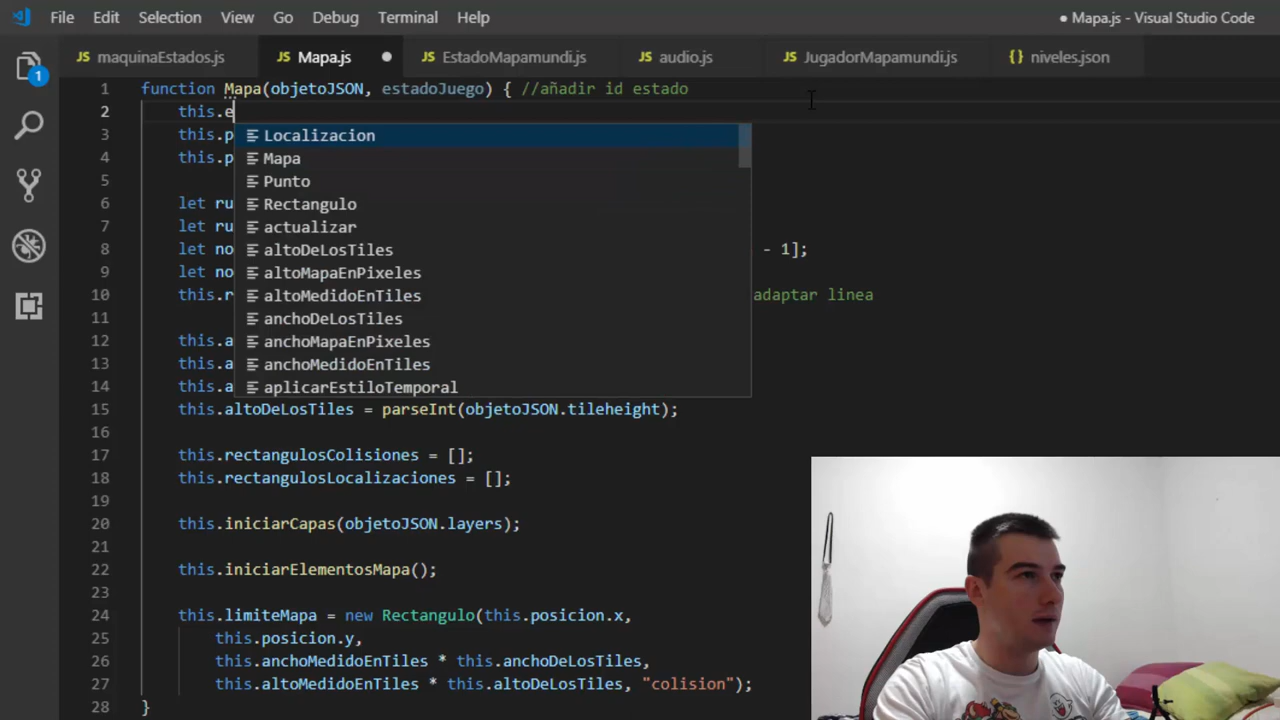 File Edit Selection View Go Debug Terminal Help
● Mapa.js - Visual Studio Code
JS maquinaEstados.js JS Mapa.js ● JS EstadoMapamundi.js JS audio.js JS JugadorMapamundi.js {} niveles.json
1
1 function Mapa(objetoJSON, estadoJuego) { //añadir id estado
2 this.e
3 this.p
4 this.p
5
6 let ru
7 let ru
8 let no - 1];
9 let no
10 this.r adaptar linea
11
12 this.a
13 this.a
14 this.a
Localizacion
Mapa
Punto
Rectangulo
actualizar
altoDeLosTiles
altoMapaEnPixeles
altoMedidoEnTiles
anchoDeLosTiles
anchoMapaEnPixeles
anchoMedidoEnTiles
aplicarEstiloTemporal
15 this.altoDeLosTiles = parseInt(objetoJSON.tileheight);
16
17 this.rectangulosColisiones = [];
18 this.rectangulosLocalizaciones = [];
19
20 this.iniciarCapas(objetoJSON.layers);
21
22 this.iniciarElementosMapa();
23
24 this.limiteMapa = new Rectangulo(this.posicion.x,
25 this.posicion.y,
26 this.anchoMedidoEnTiles * this.anchoDeLosTiles,
27 this.altoMedidoEnTiles * this.altoDeLosTiles, "colision");
28 }